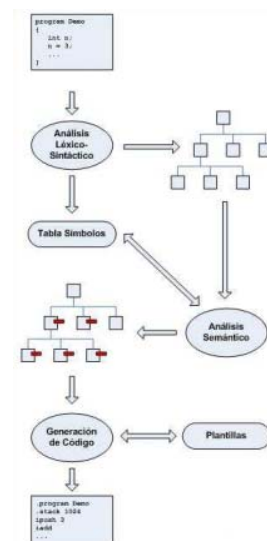 program Demo
{
int n;
n = 3;
...
}
Análisis
Léxico-
Sintáctico
Tabla Símbolos
Análisis
Semántico
Generación
de Código
Plantillas
.program Demo
.stack 1024
ipush 3
iadd
...